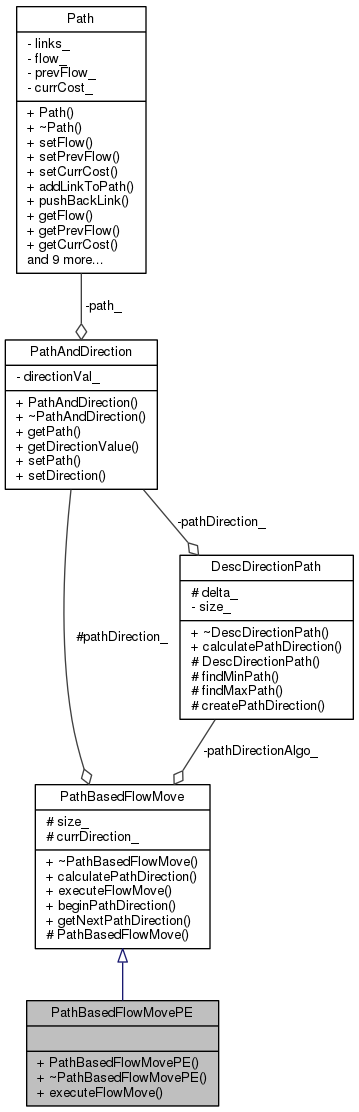 Path
- links_
- flow_
- prevFlow_
- currCost_
+ Path()
+ ~Path()
+ setFlow()
+ setPrevFlow()
+ setCurrCost()
+ addLinkToPath()
+ pushBackLink()
+ getFlow()
+ getPrevFlow()
+ getCurrCost()
and 9 more...
-path_
PathAndDirection
- directionVal_
+ PathAndDirection()
+ ~PathAndDirection()
+ getPath()
+ getDirectionValue()
+ setPath()
+ setDirection()
-pathDirection_
DescDirectionPath
# delta_
- size_
+ ~DescDirectionPath()
+ calculatePathDirection()
# DescDirectionPath()
# findMinPath()
# findMaxPath()
# createPathDirection()
#pathDirection_
-pathDirectionAlgo_
PathBasedFlowMove
# size_
# currDirection_
+ ~PathBasedFlowMove()
+ calculatePathDirection()
+ executeFlowMove()
+ beginPathDirection()
+ getNextPathDirection()
# PathBasedFlowMove()
PathBasedFlowMovePE
+ PathBasedFlowMovePE()
+ ~PathBasedFlowMovePE()
+ executeFlowMove()